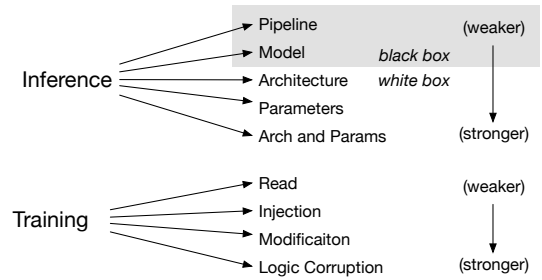 Pipeline (weaker)
Model black box
Inference Architecture white box
Parameters
Arch and Params (stronger)
Read (weaker)
Training Injection
Modificaiton
Logic Corruption (stronger)